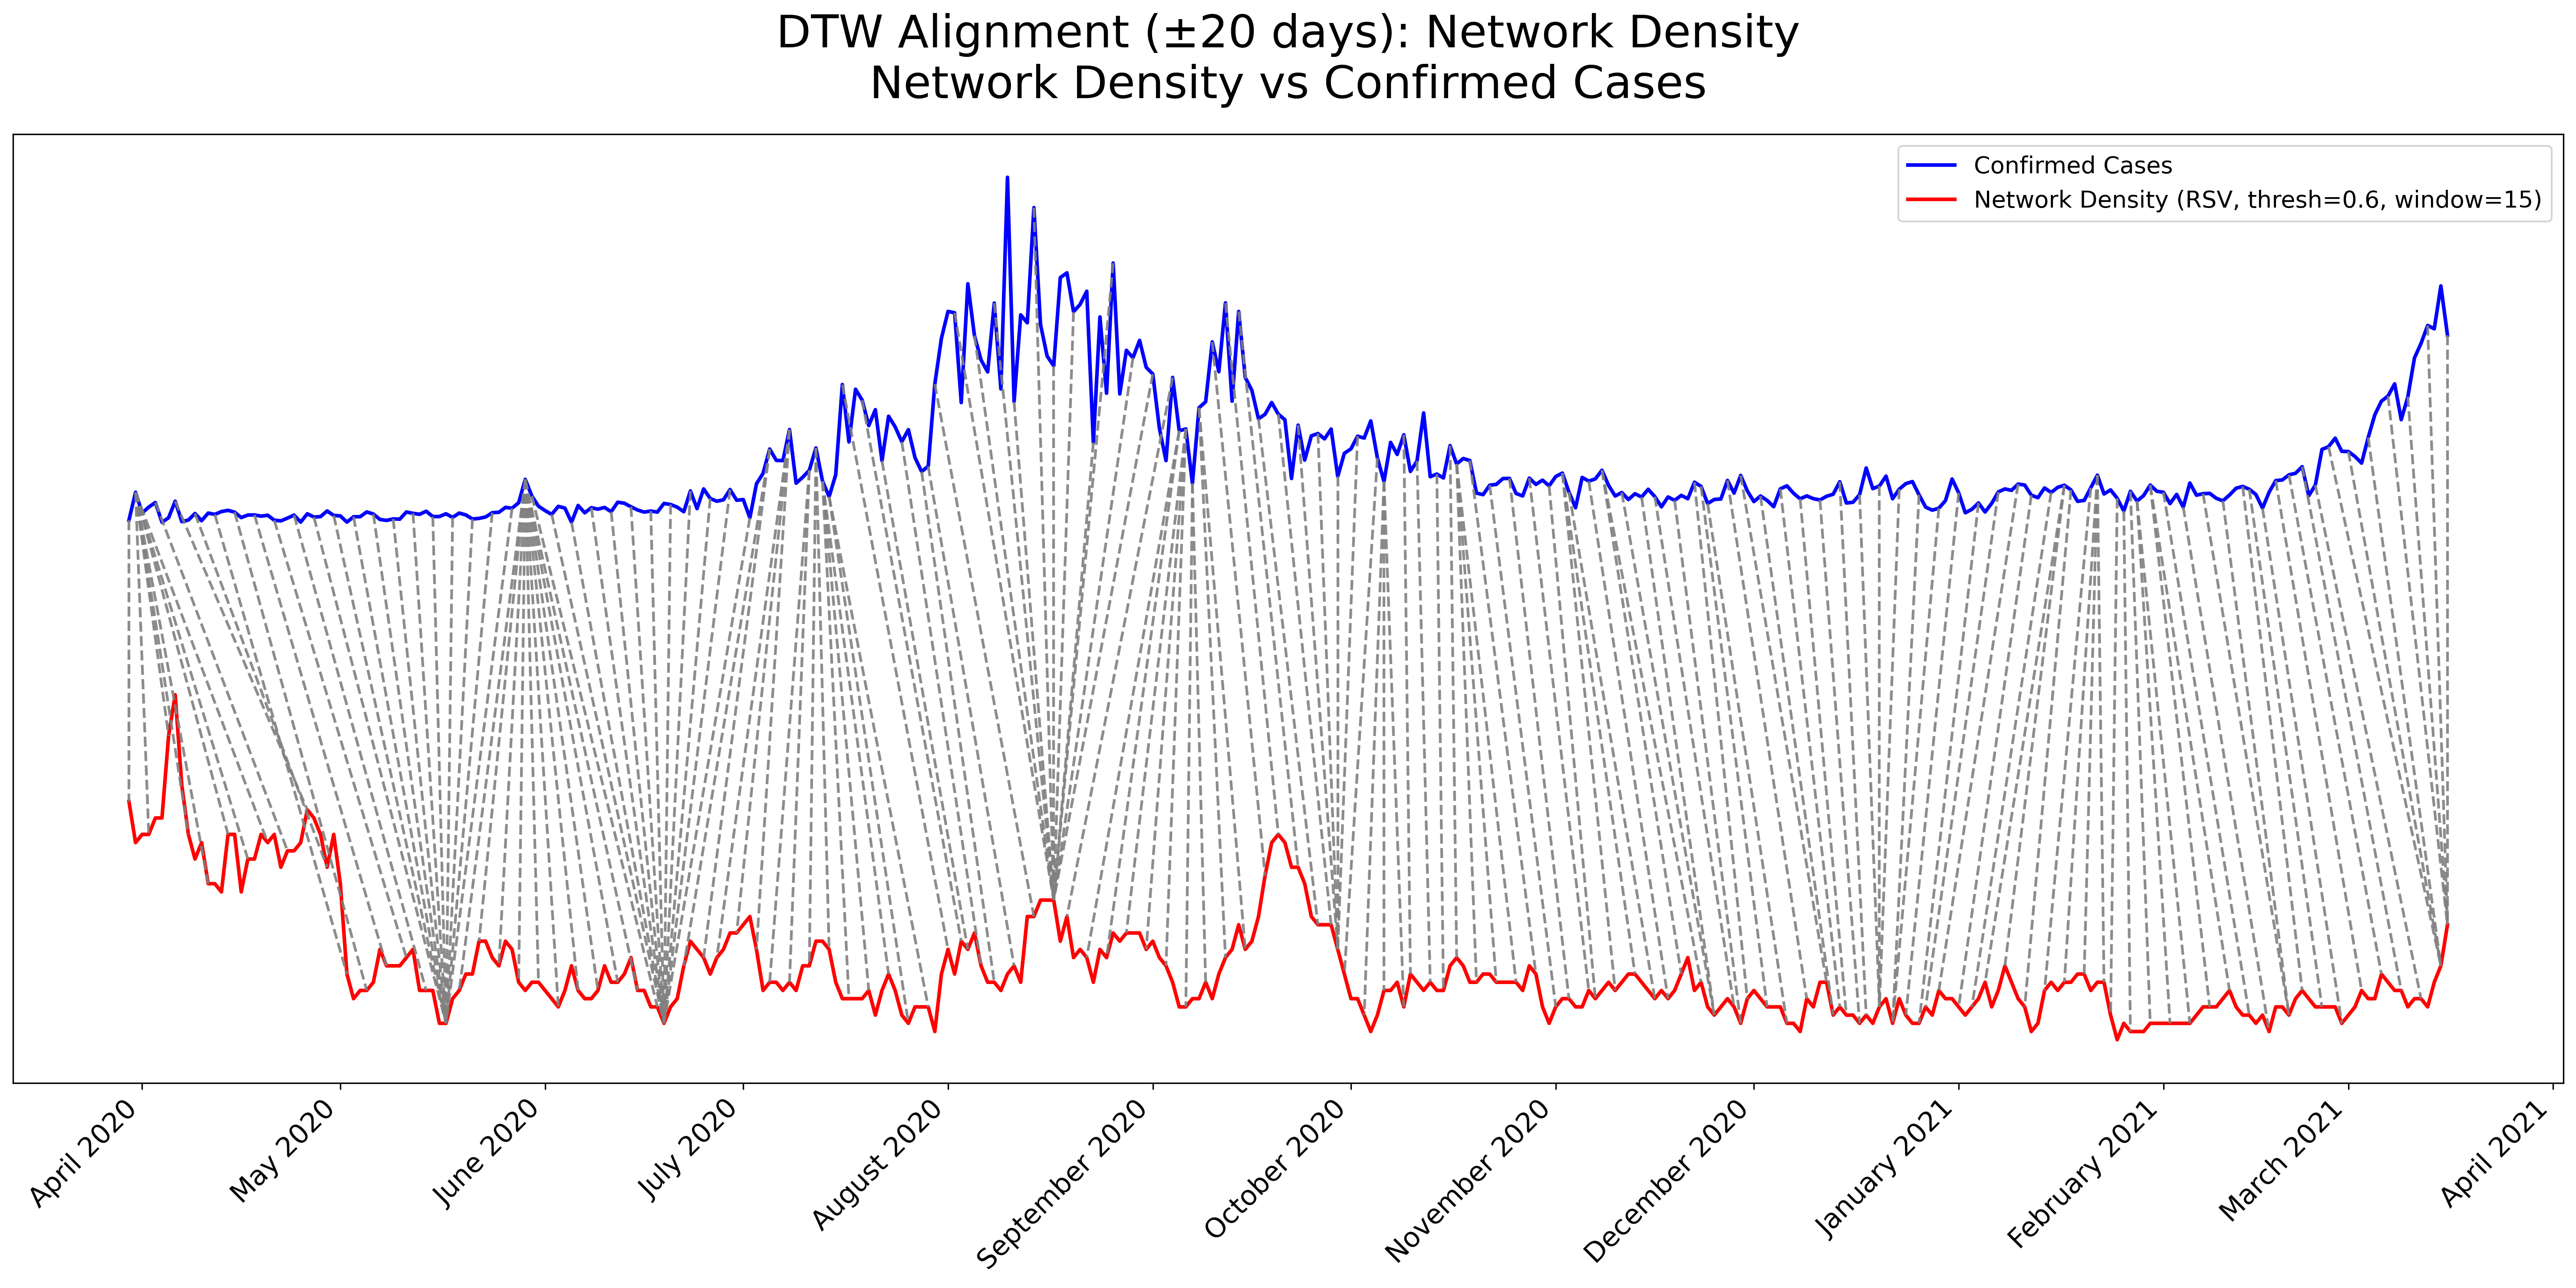 DTW Alignment (±20 days): Network Density
Network Density vs Confirmed Cases
Confirmed Cases
Network Density (RSV, thresh=0.6, window=15)
April 2020
May 2020
June 2020
July 2020
August 2020
September 2020
October 2020
November 2020
December 2020
January 2021
February 2021
March 2021
April 2021